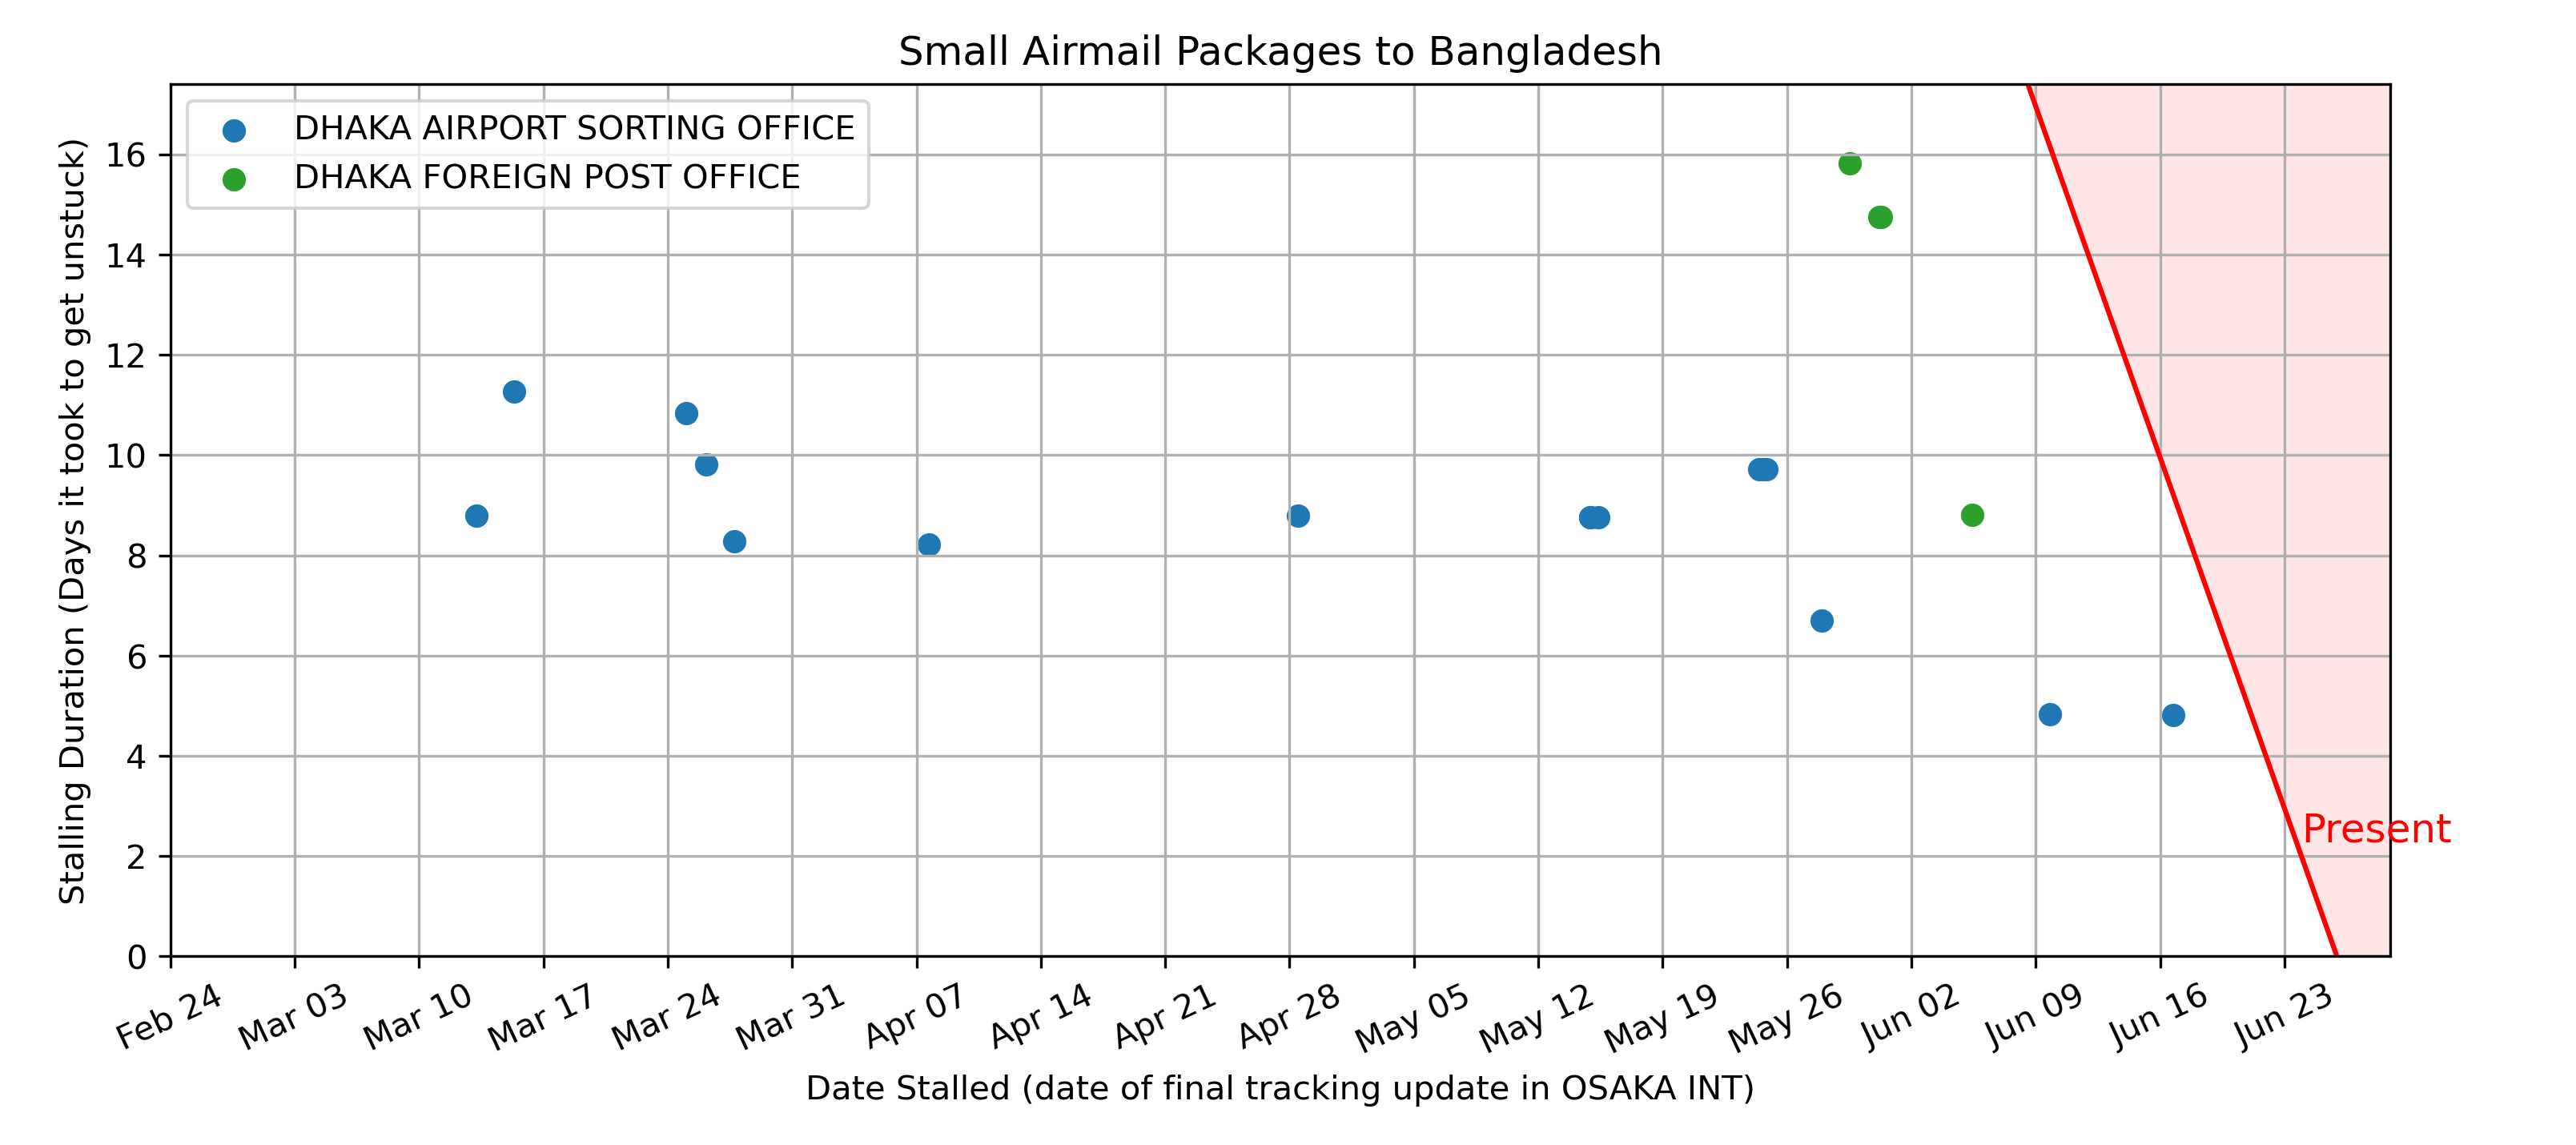 Small Airmail Packages to Bangladesh
DHAKA AIRPORT SORTING OFFICE
DHAKA FOREIGN POST OFFICE
Stalling Duration (Days it took to get unstuck)
16
14
12
10
8
6
4
2
0
Present
Feb 24
Mar 03
Mar 10
Mar 17
Mar 24
Mar 31
Apr 07
Apr 14
Apr 21
Apr 28
May 05
May 12
May 19
May 26
Jun 02
Jun 09
Jun 16
Jun 23
Date Stalled (date of final tracking update in OSAKA INT)